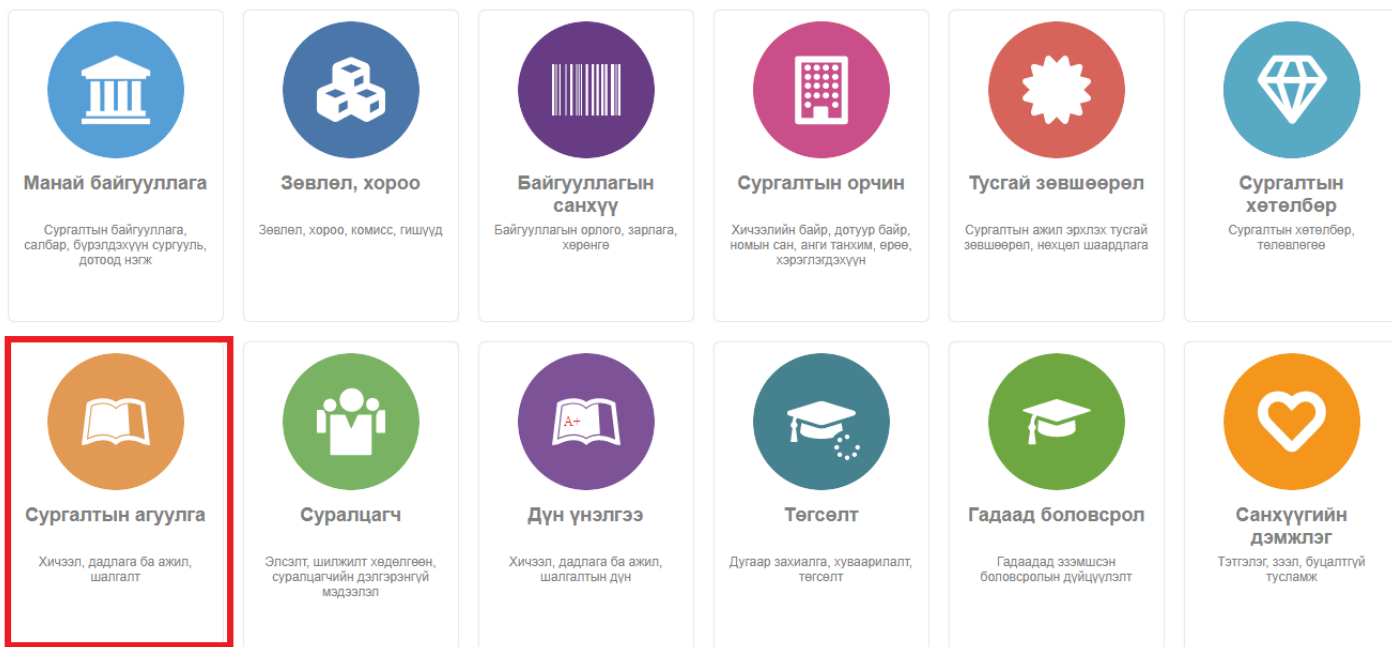 Манай байгууллага
Сургалтын байгууллага,
салбар, бүрэлдэхүүн сургууль,
дотоод нэгж
Зөвлөл, хороо
Зөвлөл, хороо, комисс, гишүүд
Байгууллагын
санхүү
Байгууллагын орлого, зарлага,
хөрөнгө
Сургалтын орчин
Хичээлийн байр, дотуур байр,
номын сан, анги танхим, өрөө,
хэрэглэгдэхүүн
Тусгай зөвшөөрөл
Сургалтын ажил эрхлэх тусгай
зөвшөөрөл, нөхцөл шаардлага
Сургалтын
хөтөлбөр
Сургалтын хөтөлбөр,
төлөвлөгөө
Сургалтын агуулга
Хичээл, дадлага ба ажил,
шалгалт
Суралцагч
Элсэлт, шилжилт хөдөлгөөн,
суралцагчийн дэлгэрэнгүй
мэдээлэл
A+
Дүн үнэлгээ
Хичээл, дадлага ба ажил,
шалгалтын дүн
Төгсөлт
Дугаар захиалга, хуваарилалт,
төгсөлт
Гадаад боловсрол
Гадаадад эзэмшсэн
боловсролын дүйцүүлэлт
Санхүүгийн
дэмжлэг
Тэтгэлэг, зээл, буцалтгүй
тусламж